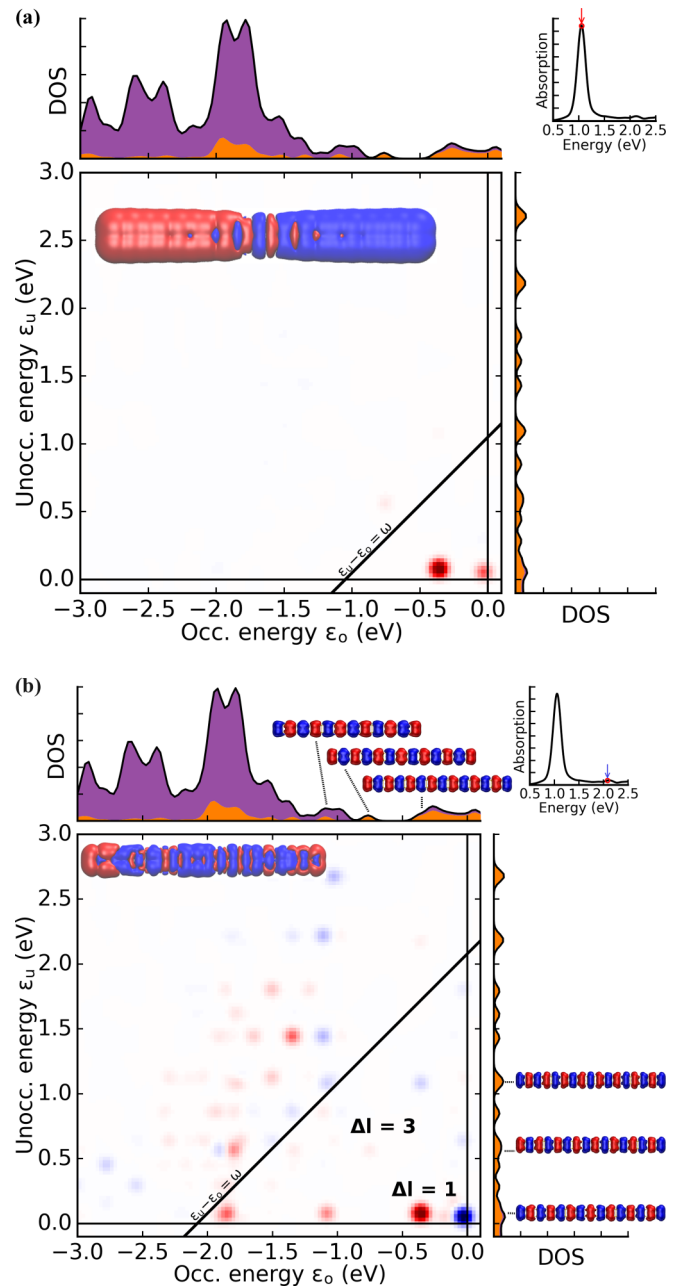 (a)
DOS
Absorption
0.5 1.0 1.5 2.0 2.5
Energy (eV)
3.0
2.5
2.0
1.5
1.0
0.5
0.0
Unocc. energy εu (eV)
εu−εo = ω
−3.0 −2.5 −2.0 −1.5 −1.0 −0.5 0.0
Occ. energy εo (eV)
DOS
(b)
DOS
Absorption
0.5 1.0 1.5 2.0 2.5
Energy (eV)
3.0
2.5
2.0
1.5
1.0
0.5
0.0
Unocc. energy εu (eV)
Δl = 3
Δl = 1
εu−εo = ω
−3.0 −2.5 −2.0 −1.5 −1.0 −0.5 0.0
Occ. energy εo (eV)
DOS